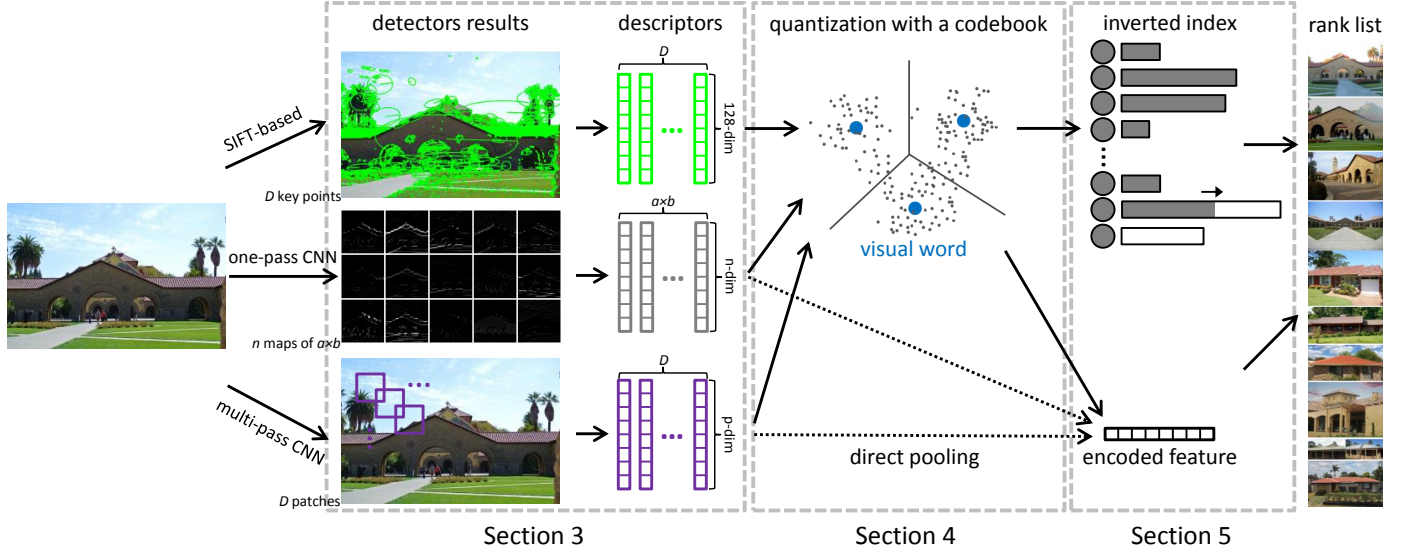 detectors results
descriptors
quantization with a codebook
inverted index
rank list
D
SIFT-based
128-dim
D key points
a×b
visual word
one-pass CNN
n-dim
n maps of a×b
D
multi-pass CNN
p-dim
direct pooling
encoded feature
D patches
Section 3
Section 4
Section 5